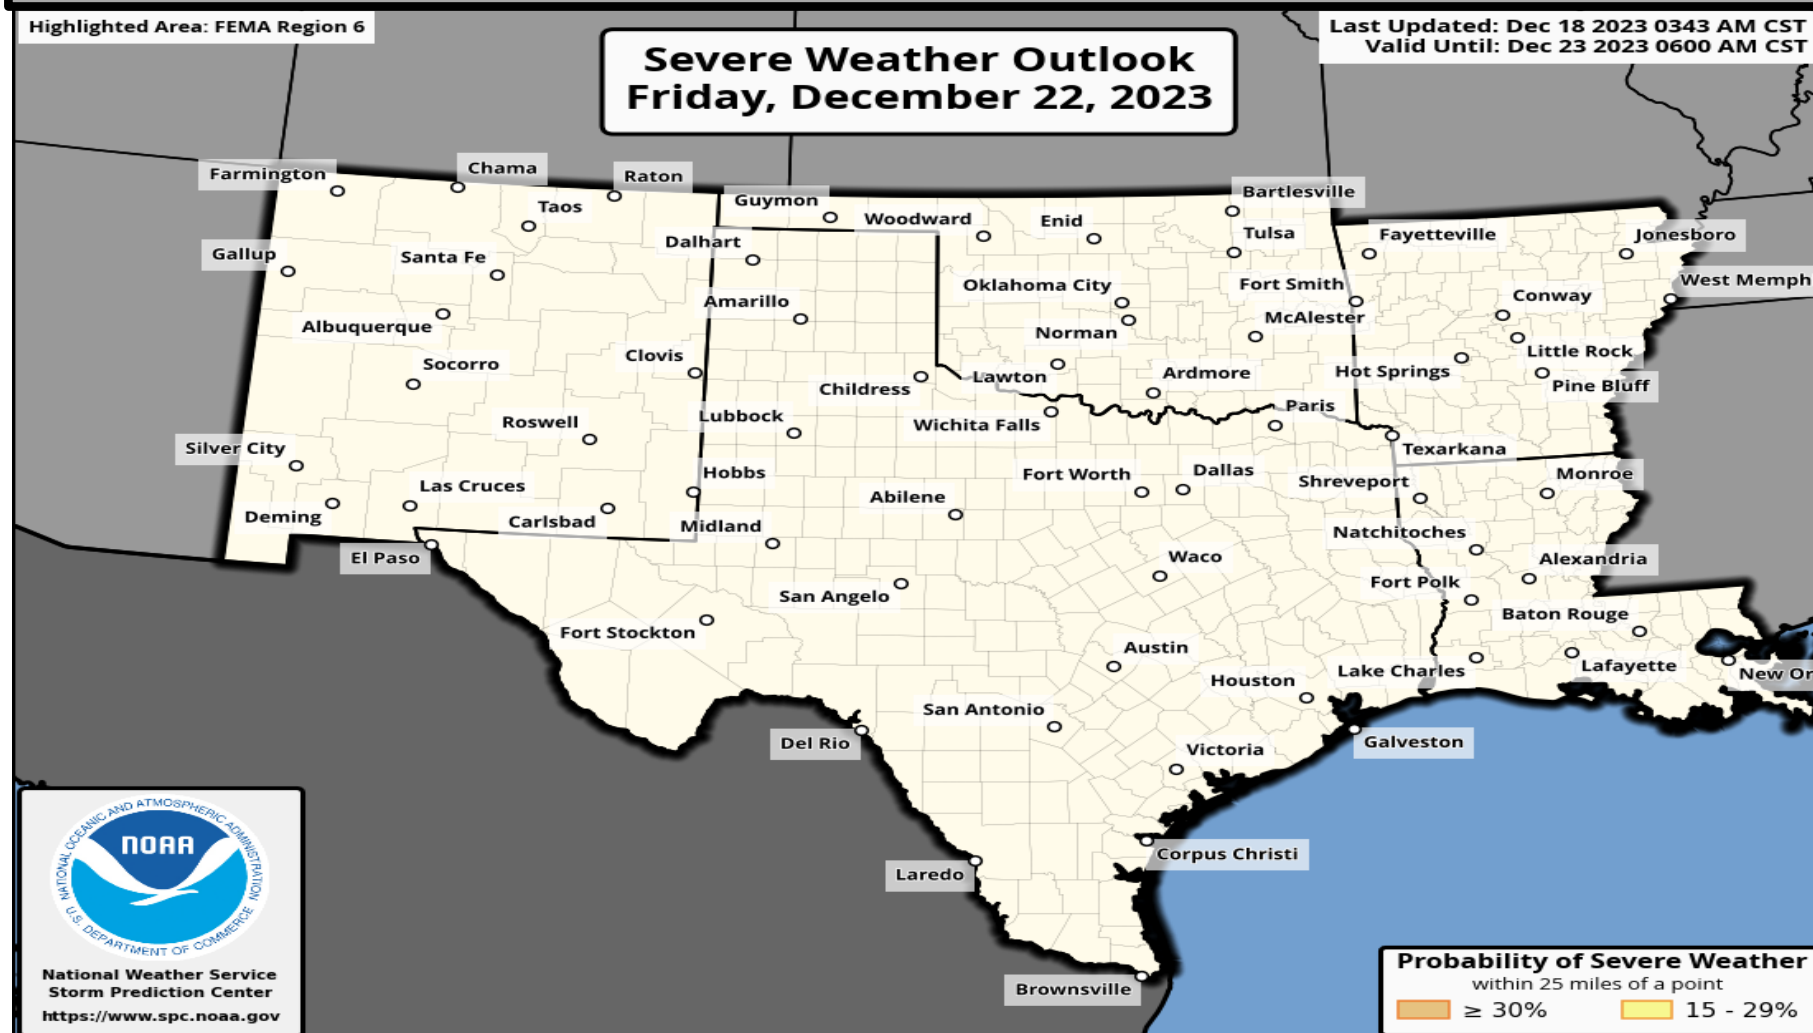 Highlighted Area: FEMA Region 6
Severe Weather Outlook
Friday, December 22, 2023
Last Updated: Dec 18 2023 0343 AM CST
Valid Until: Dec 23 2023 0600 AM CST
Farmington
Chama
Raton
Taos
Guymon
Woodward
Enid
Bartlesville
Gallup
Santa Fe
Dalhart
Tulsa
Fayetteville
Jonesboro
Albuquerque
Amarillo
Oklahoma City
Fort Smith
Conway
West Memph
Norman
McAlester
Socorro
Clovis
Childress
Lawton
Ardmore
Hot Springs
Little Rock
Pine Bluff
Roswell
Lubbock
Wichita Falls
Paris
Texarkana
Silver City
Las Cruces
Hobbs
Abilene
Fort Worth
Dallas
Shreveport
Monroe
Deming
Carlsbad
Midland
Natchitoches
El Paso
San Angelo
Waco
Fort Polk
Alexandria
Fort Stockton
Austin
Baton Rouge
Houston
Lake Charles
Lafayette
New Or
San Antonio
Del Rio
Victoria
Galveston
Laredo
Corpus Christi
Brownsville
NATIONAL OCEANIC AND ATMOSPHERIC ADMINISTRATION
NOAA
U.S. DEPARTMENT OF COMMERCE
National Weather Service
Storm Prediction Center
https://www.spc.noaa.gov
Probability of Severe Weather
within 25 miles of a point
≥ 30% 15 - 29%